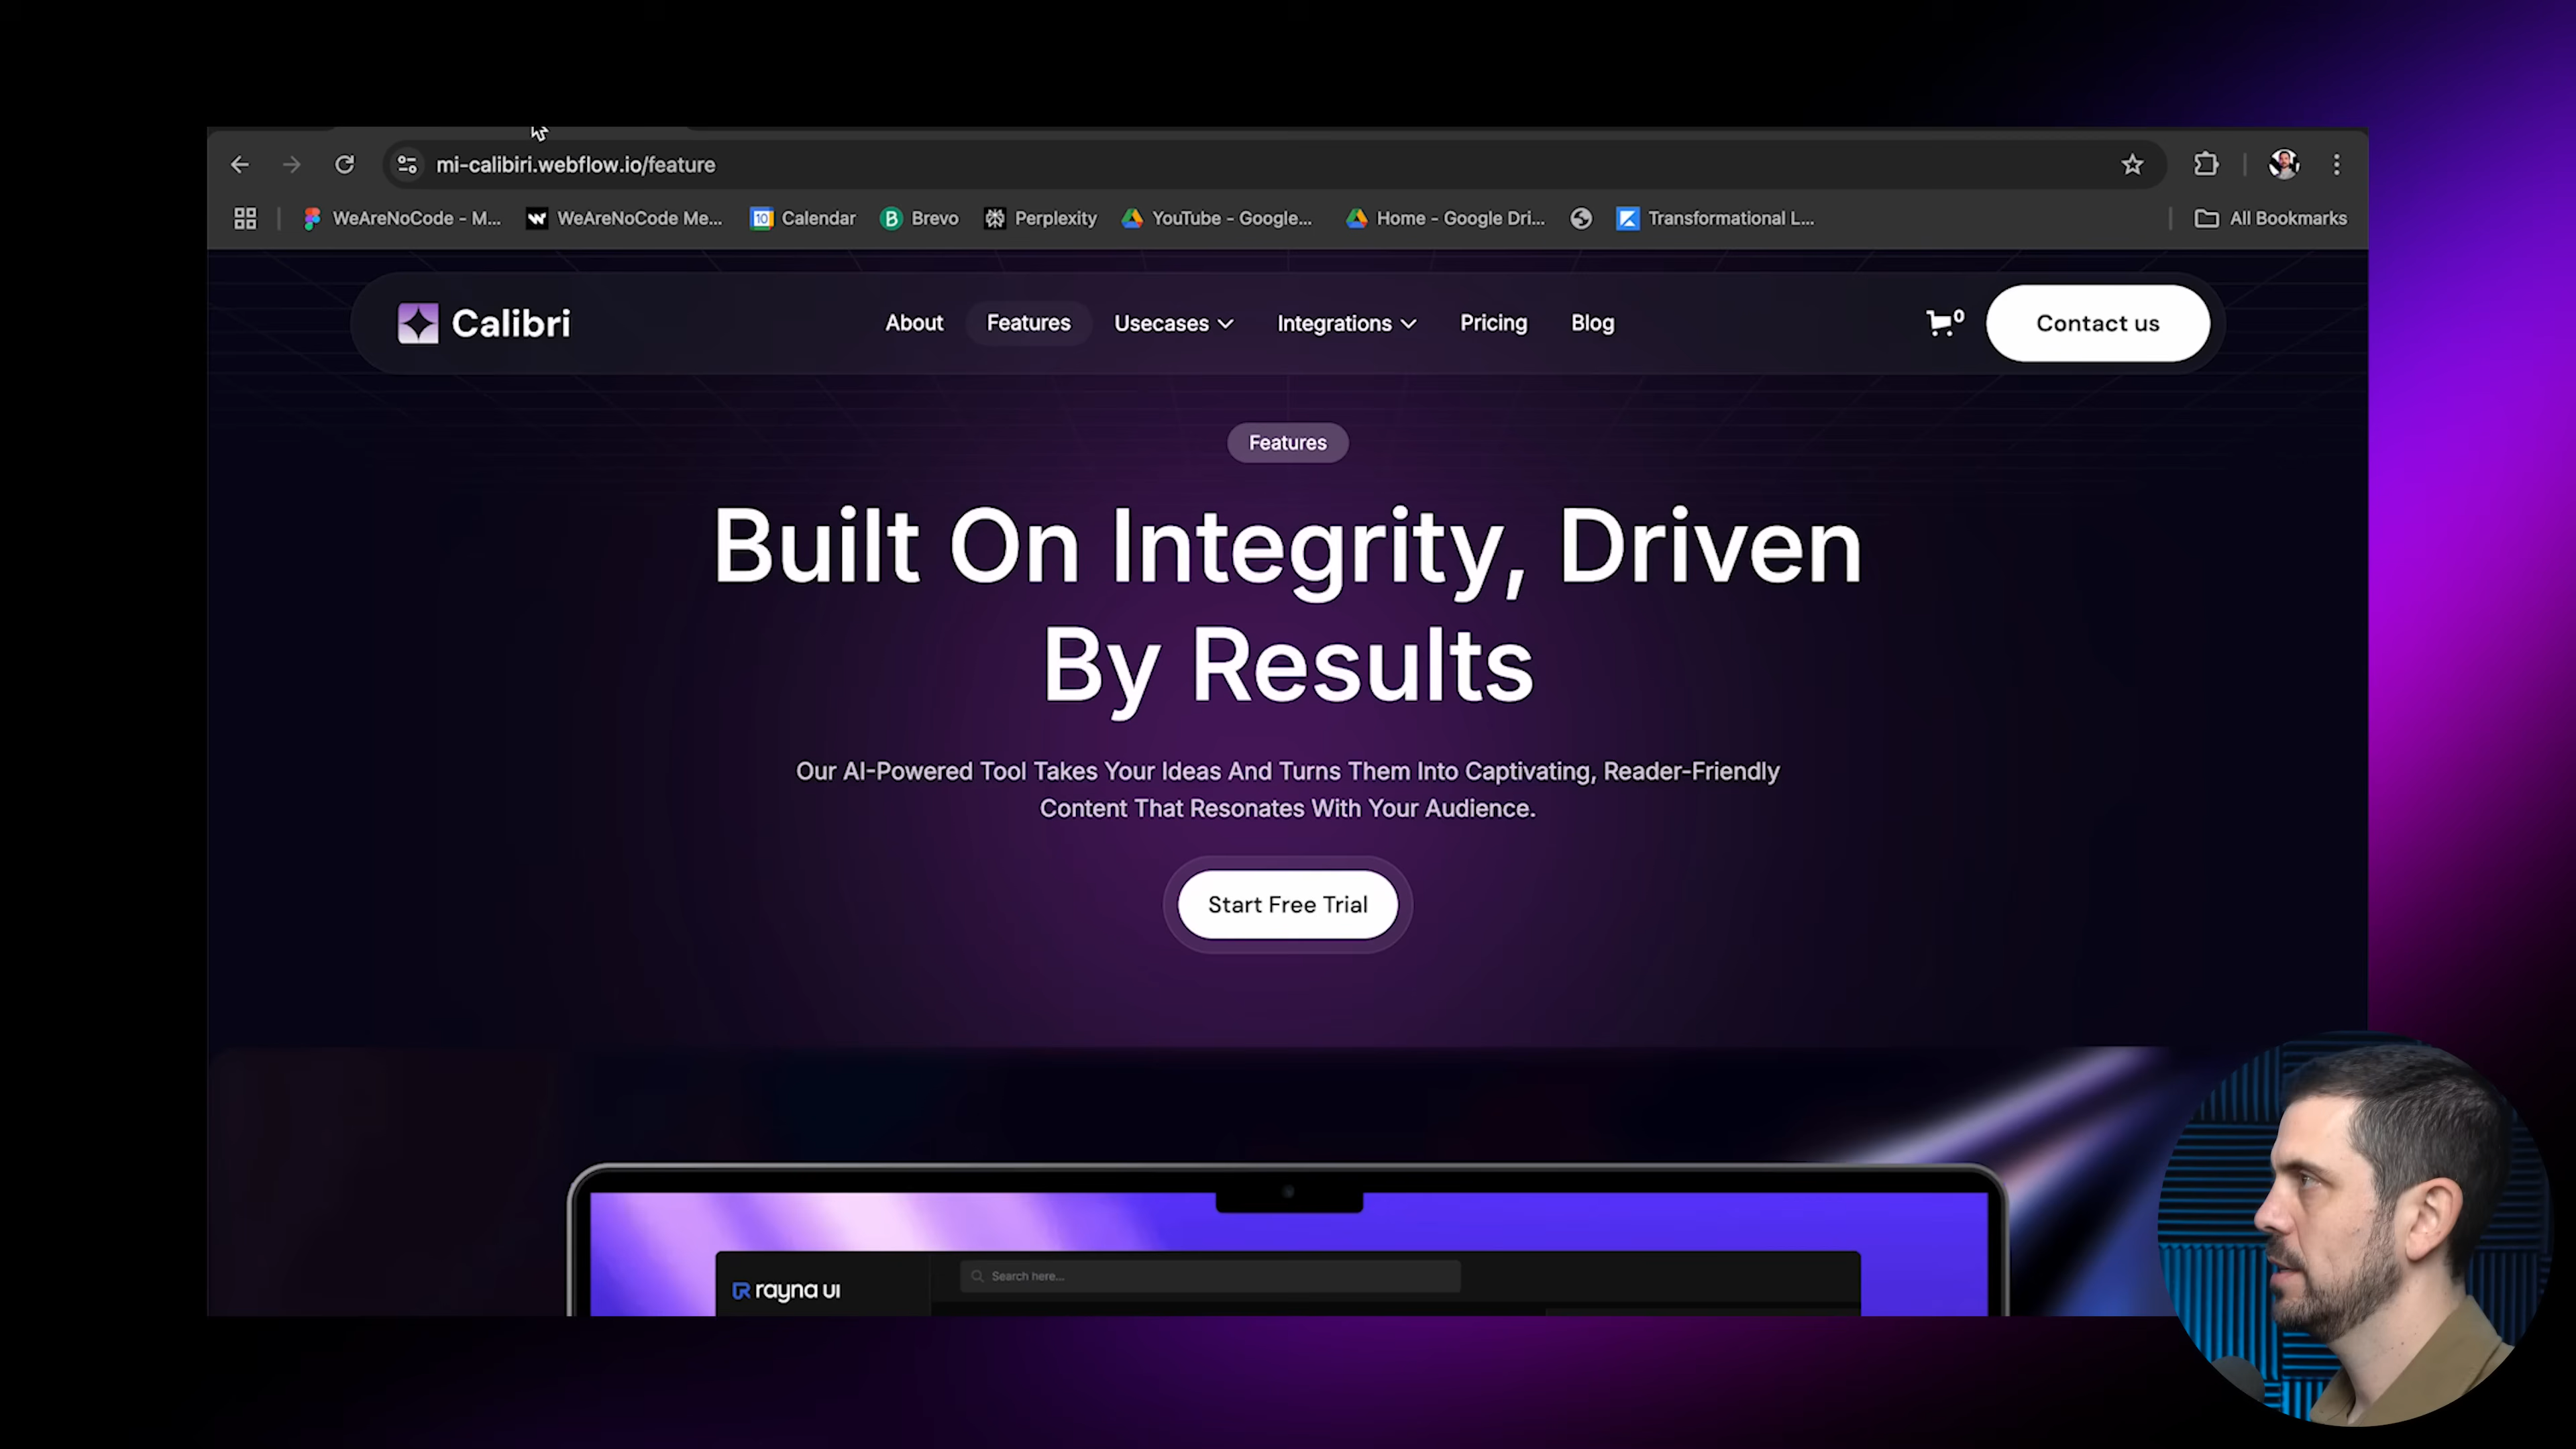 mi-calibiri.webflow.io/feature
WeAreNoCode - M... WeAreNoCode Me... 10 Calendar B Brevo Perplexity YouTube - Google... Home - Google Dri... Transformational L... All Bookmarks
Calibri About Features Usecases Integrations Pricing Blog 0 Contact us
Features
Built On Integrity, Driven
By Results
Our AI-Powered Tool Takes Your Ideas And Turns Them Into Captivating, Reader-Friendly
Content That Resonates With Your Audience.
Start Free Trial
rayna UI Search here...